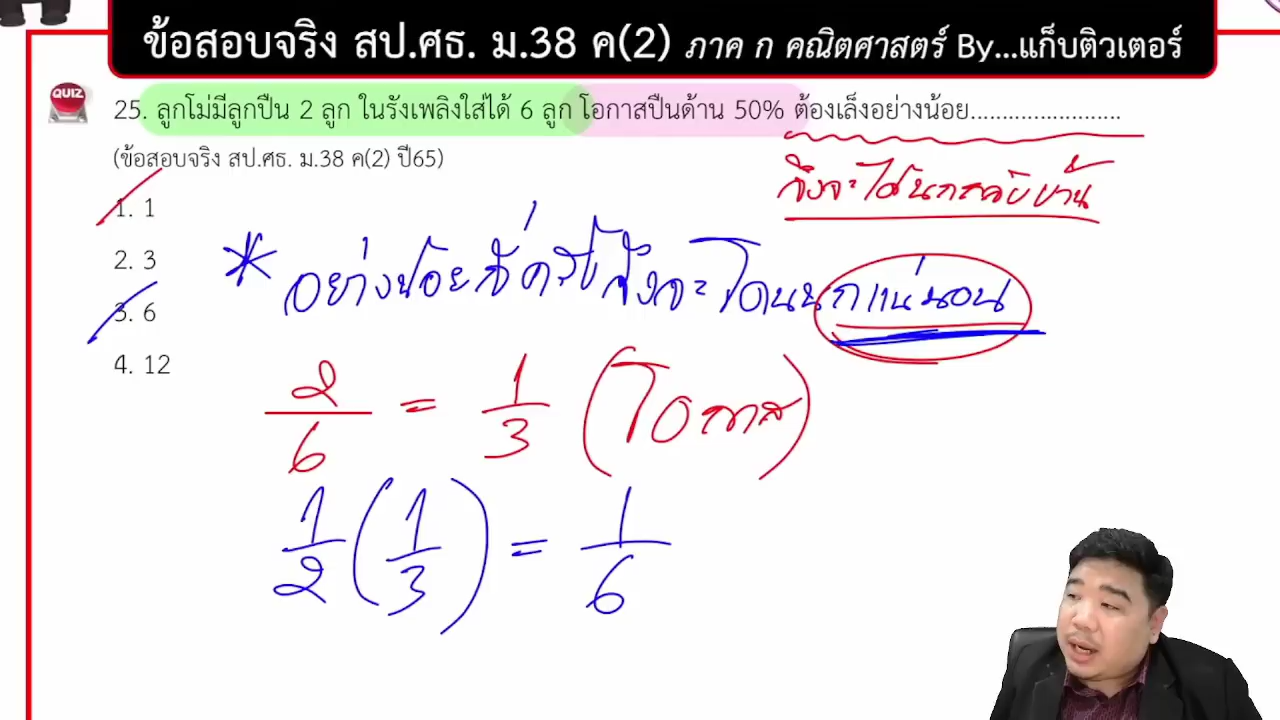 ข้อสอบจริง สป.ศธ. ม.38 ค(2) ภาค ก คณิตศาสตร์ By...แก็บติวเตอร์
QUIZ
25. ลูกโม่มีลูกปืน 2 ลูก ในรังเพลิงใส่ได้ 6 ลูก โอกาสปืนด้าน 50% ต้องเล็งอย่างน้อย........................
(ข้อสอบจริง สป.ศธ. ม.38 ค(2) ปี65)
จึงจะได้นกกลับบ้าน
1. 1
2. 3
3. 6
4. 12
* อย่างน้อยกี่ครั้ง ถึงจะโดนนกแน่นอน
2/6 = 1/3 (โอกาส)
1/2 (1/3) = 1/6